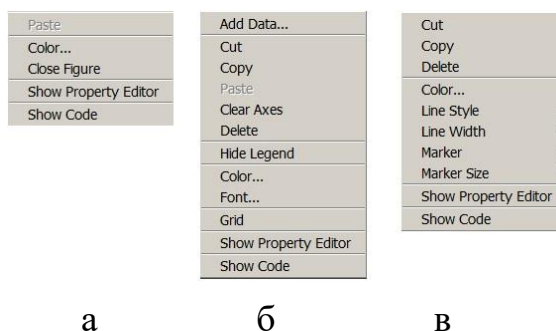 Paste
Color...
Close Figure
Show Property Editor
Show Code
Add Data...
Cut
Copy
Paste
Clear Axes
Delete
Hide Legend
Color...
Font...
Grid
Show Property Editor
Show Code
Cut
Copy
Delete
Color...
Line Style
Line Width
Marker
Marker Size
Show Property Editor
Show Code
а б в